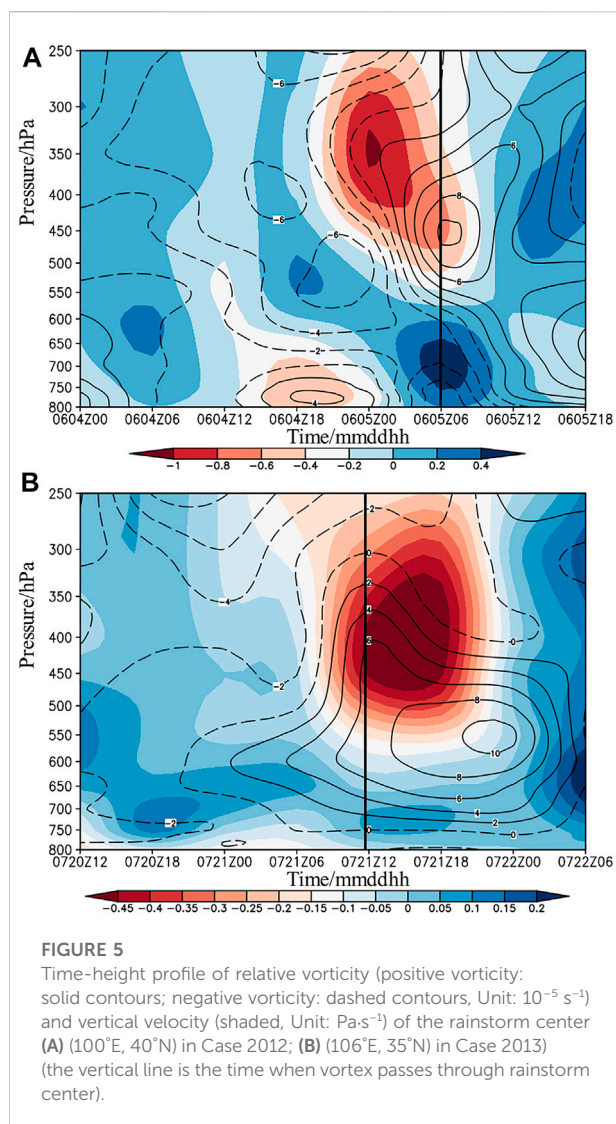 A
250
-6
300
6
350
8
400
-6
450
-6
500
6
550
600
-4
650
-2
700
750
4
800
Pressure/hPa
0604Z00 0604Z06 0604Z12 0604Z18 0605Z00 0605Z06 0605Z12 0605Z18
Time/mmddhh
-1 -0.8 -0.6 -0.4 -0.2 0 0.2 0.4
B
250
-2
300
0
2
-4
4
350
6
400
0
-2
450
8
500
550
10
600
8
650
6
4
700
-2
2
750
0 0
800
Pressure/hPa
0720Z12 0720Z18 0721Z00 0721Z06 0721Z12 0721Z18 0722Z00 0722Z06
Time/mmddhh
-0.45 -0.4 -0.35 -0.3 -0.25 -0.2 -0.15 -0.1 -0.05 0 0.05 0.1 0.15 0.2
FIGURE 5
Time-height profile of relative vorticity (positive vorticity:
solid contours; negative vorticity: dashed contours, Unit: 10⁻⁵ s⁻¹)
and vertical velocity (shaded, Unit: Pa·s⁻¹) of the rainstorm center
(A) (100°E, 40°N) in Case 2012; (B) (106°E, 35°N) in Case 2013
(the vertical line is the time when vortex passes through rainstorm
center).